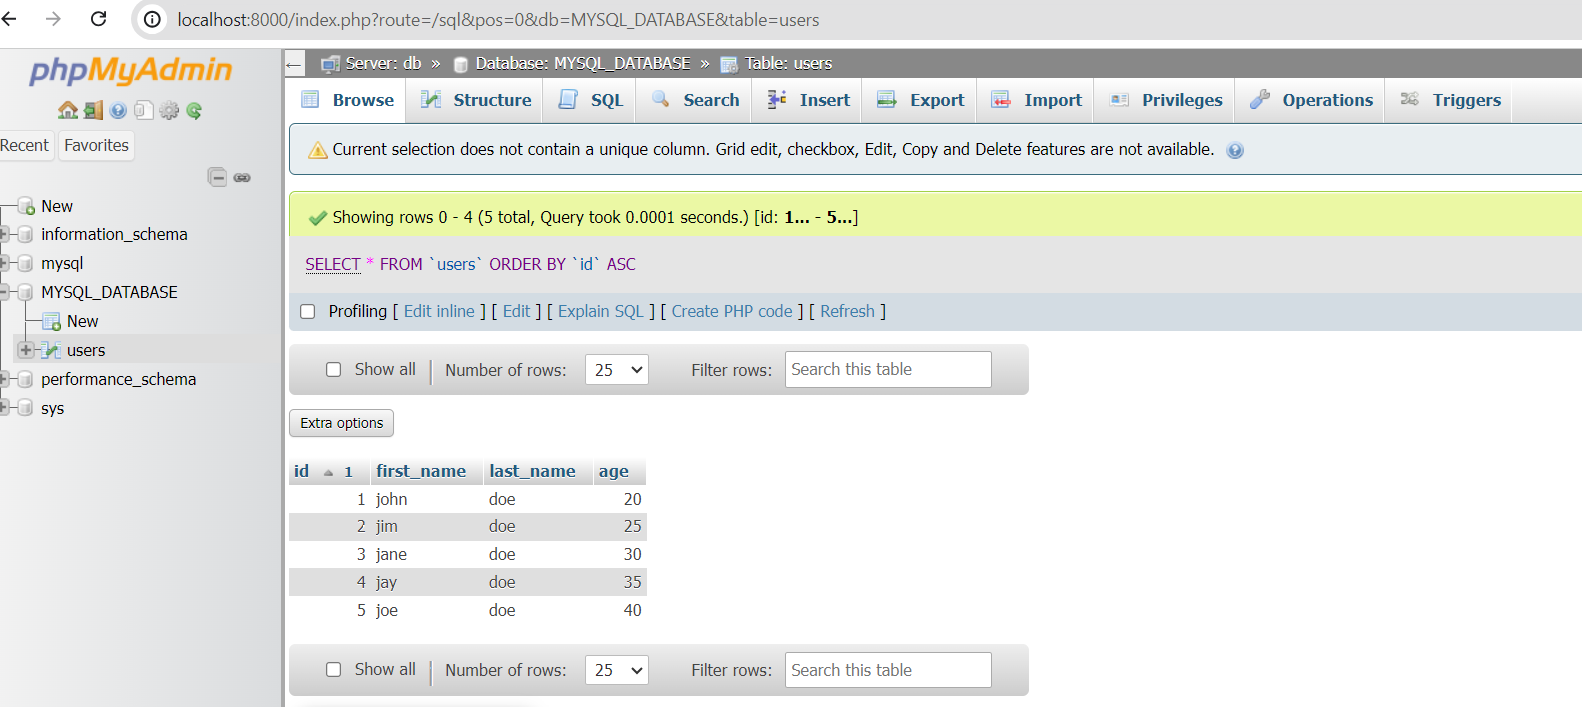 localhost:8000/index.php?route=/sql&pos=0&db=MYSQL_DATABASE&table=users
phpMyAdmin
Recent Favorites
New
information_schema
mysql
MYSQL_DATABASE
New
users
performance_schema
sys
Server: db » Database: MYSQL_DATABASE » Table: users
Browse Structure SQL Search Insert Export Import Privileges Operations Triggers
Current selection does not contain a unique column. Grid edit, checkbox, Edit, Copy and Delete features are not available.
Showing rows 0 - 4 (5 total, Query took 0.0001 seconds.) [id: 1... - 5...]
SELECT * FROM `users` ORDER BY `id` ASC
Profiling [ Edit inline ] [ Edit ] [ Explain SQL ] [ Create PHP code ] [ Refresh ]
Show all Number of rows: 25 Filter rows: Search this table
Extra options
id 1 first_name last_name age
1 john doe 20
2 jim doe 25
3 jane doe 30
4 jay doe 35
5 joe doe 40
Show all Number of rows: 25 Filter rows: Search this table